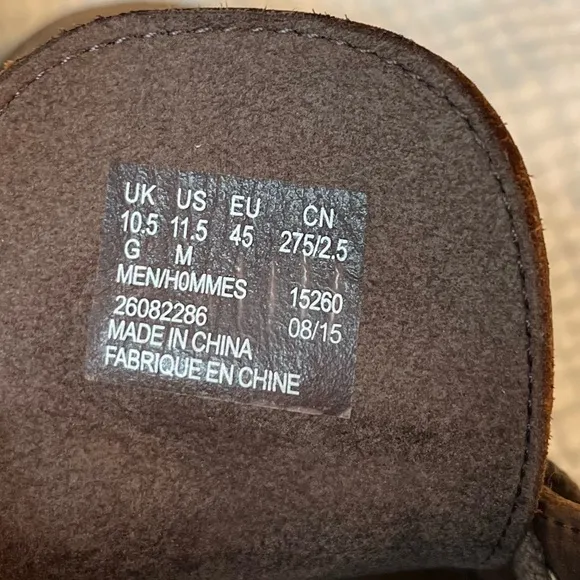 UK US EU CN
10.5 11.5 45 275/2.5
G M
MEN/HOMMES 15260
26082286 08/15
MADE IN CHINA
FABRIQUE EN CHINE